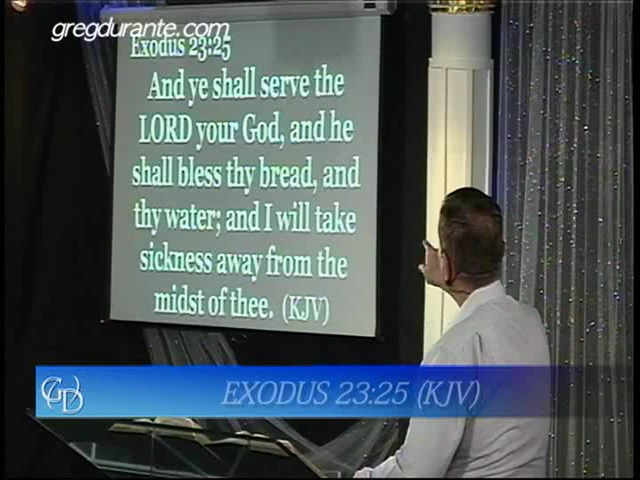 gregdurante.com
Exodus 23:25
And ye shall serve the
LORD your God, and he
shall bless thy bread, and
thy water; and I will take
sickness away from the
midst of thee. (KJV)
GD
EXODUS 23:25 (KJV)